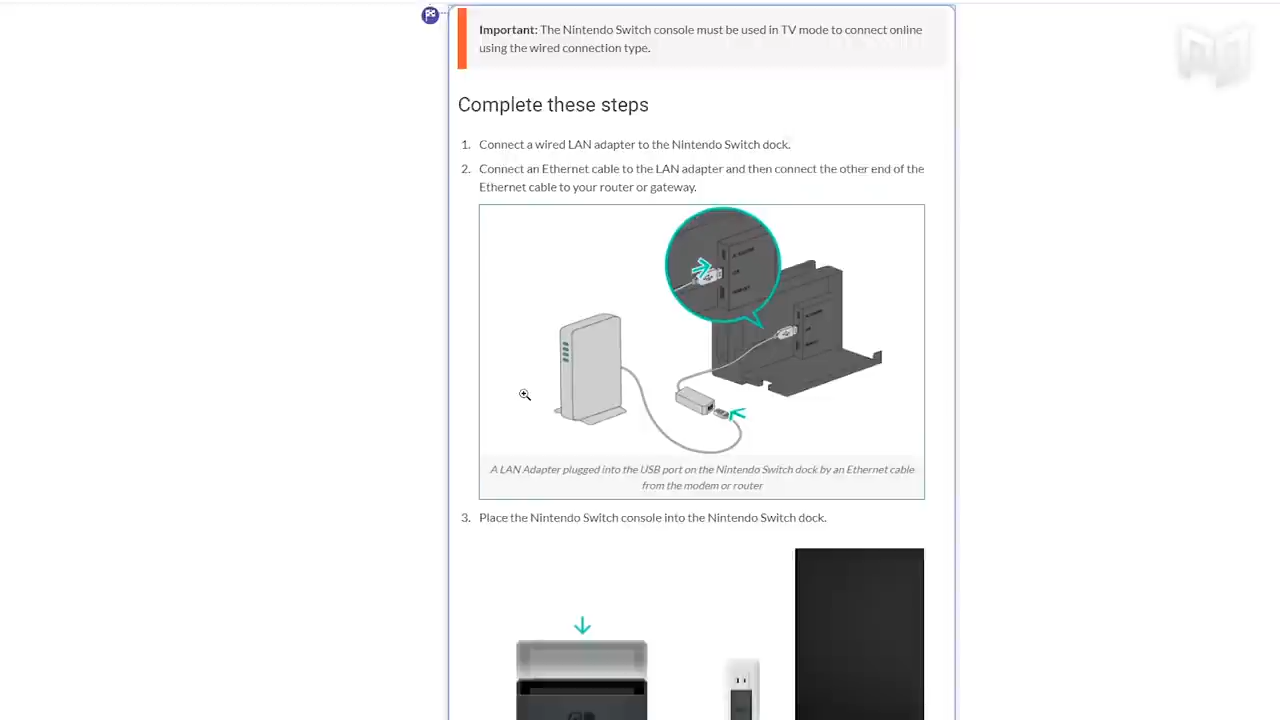 Important: The Nintendo Switch console must be used in TV mode to connect online
using the wired connection type.
Complete these steps
1. Connect a wired LAN adapter to the Nintendo Switch dock.
2. Connect an Ethernet cable to the LAN adapter and then connect the other end of the
Ethernet cable to your router or gateway.
A LAN Adapter plugged into the USB port on the Nintendo Switch dock by an Ethernet cable
from the modem or router
3. Place the Nintendo Switch console into the Nintendo Switch dock.